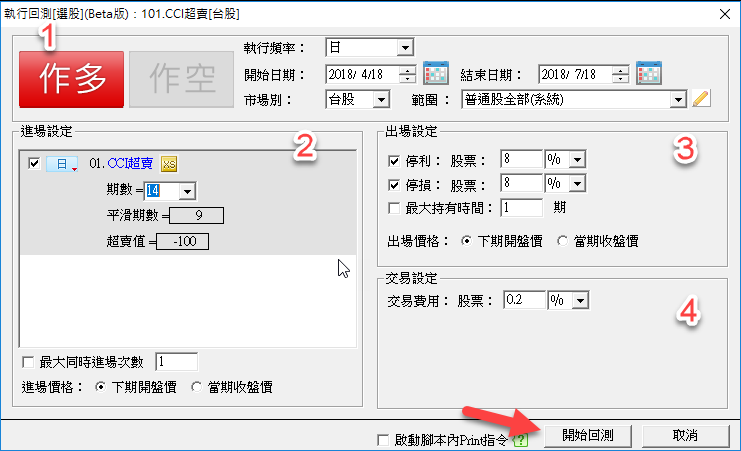 執行回測[選股](Beta版)：101.CCI超賣[台股]
1
作多 作空
執行頻率： 日
開始日期： 2018/ 4/18 結束日期： 2018/ 7/18
市場別： 台股 範圍： 普通股全部(系統)
進場設定
2
日 01. CCI超賣 XS
期數 = 14
平滑期數 = 9
超賣值 = -100
最大同時進場次數 1
進場價格： 下期開盤價 當期收盤價
出場設定
3
停利： 股票： 8 %
停損： 股票： 8 %
最大持有時間： 1 期
出場價格： 下期開盤價 當期收盤價
交易設定
交易費用： 股票： 0.2 %
4
啟動腳本內Print指令 ?
開始回測 取消